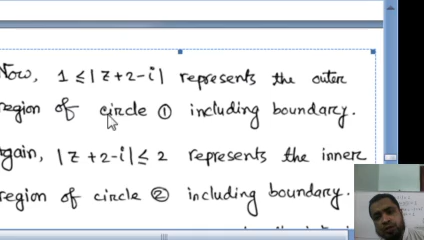 Now, 1 ≤ |z+2-i| represents the outer
region of circle ① including boundary.
Again, |z+2-i| ≤ 2 represents the inner
region of circle ② including boundary.